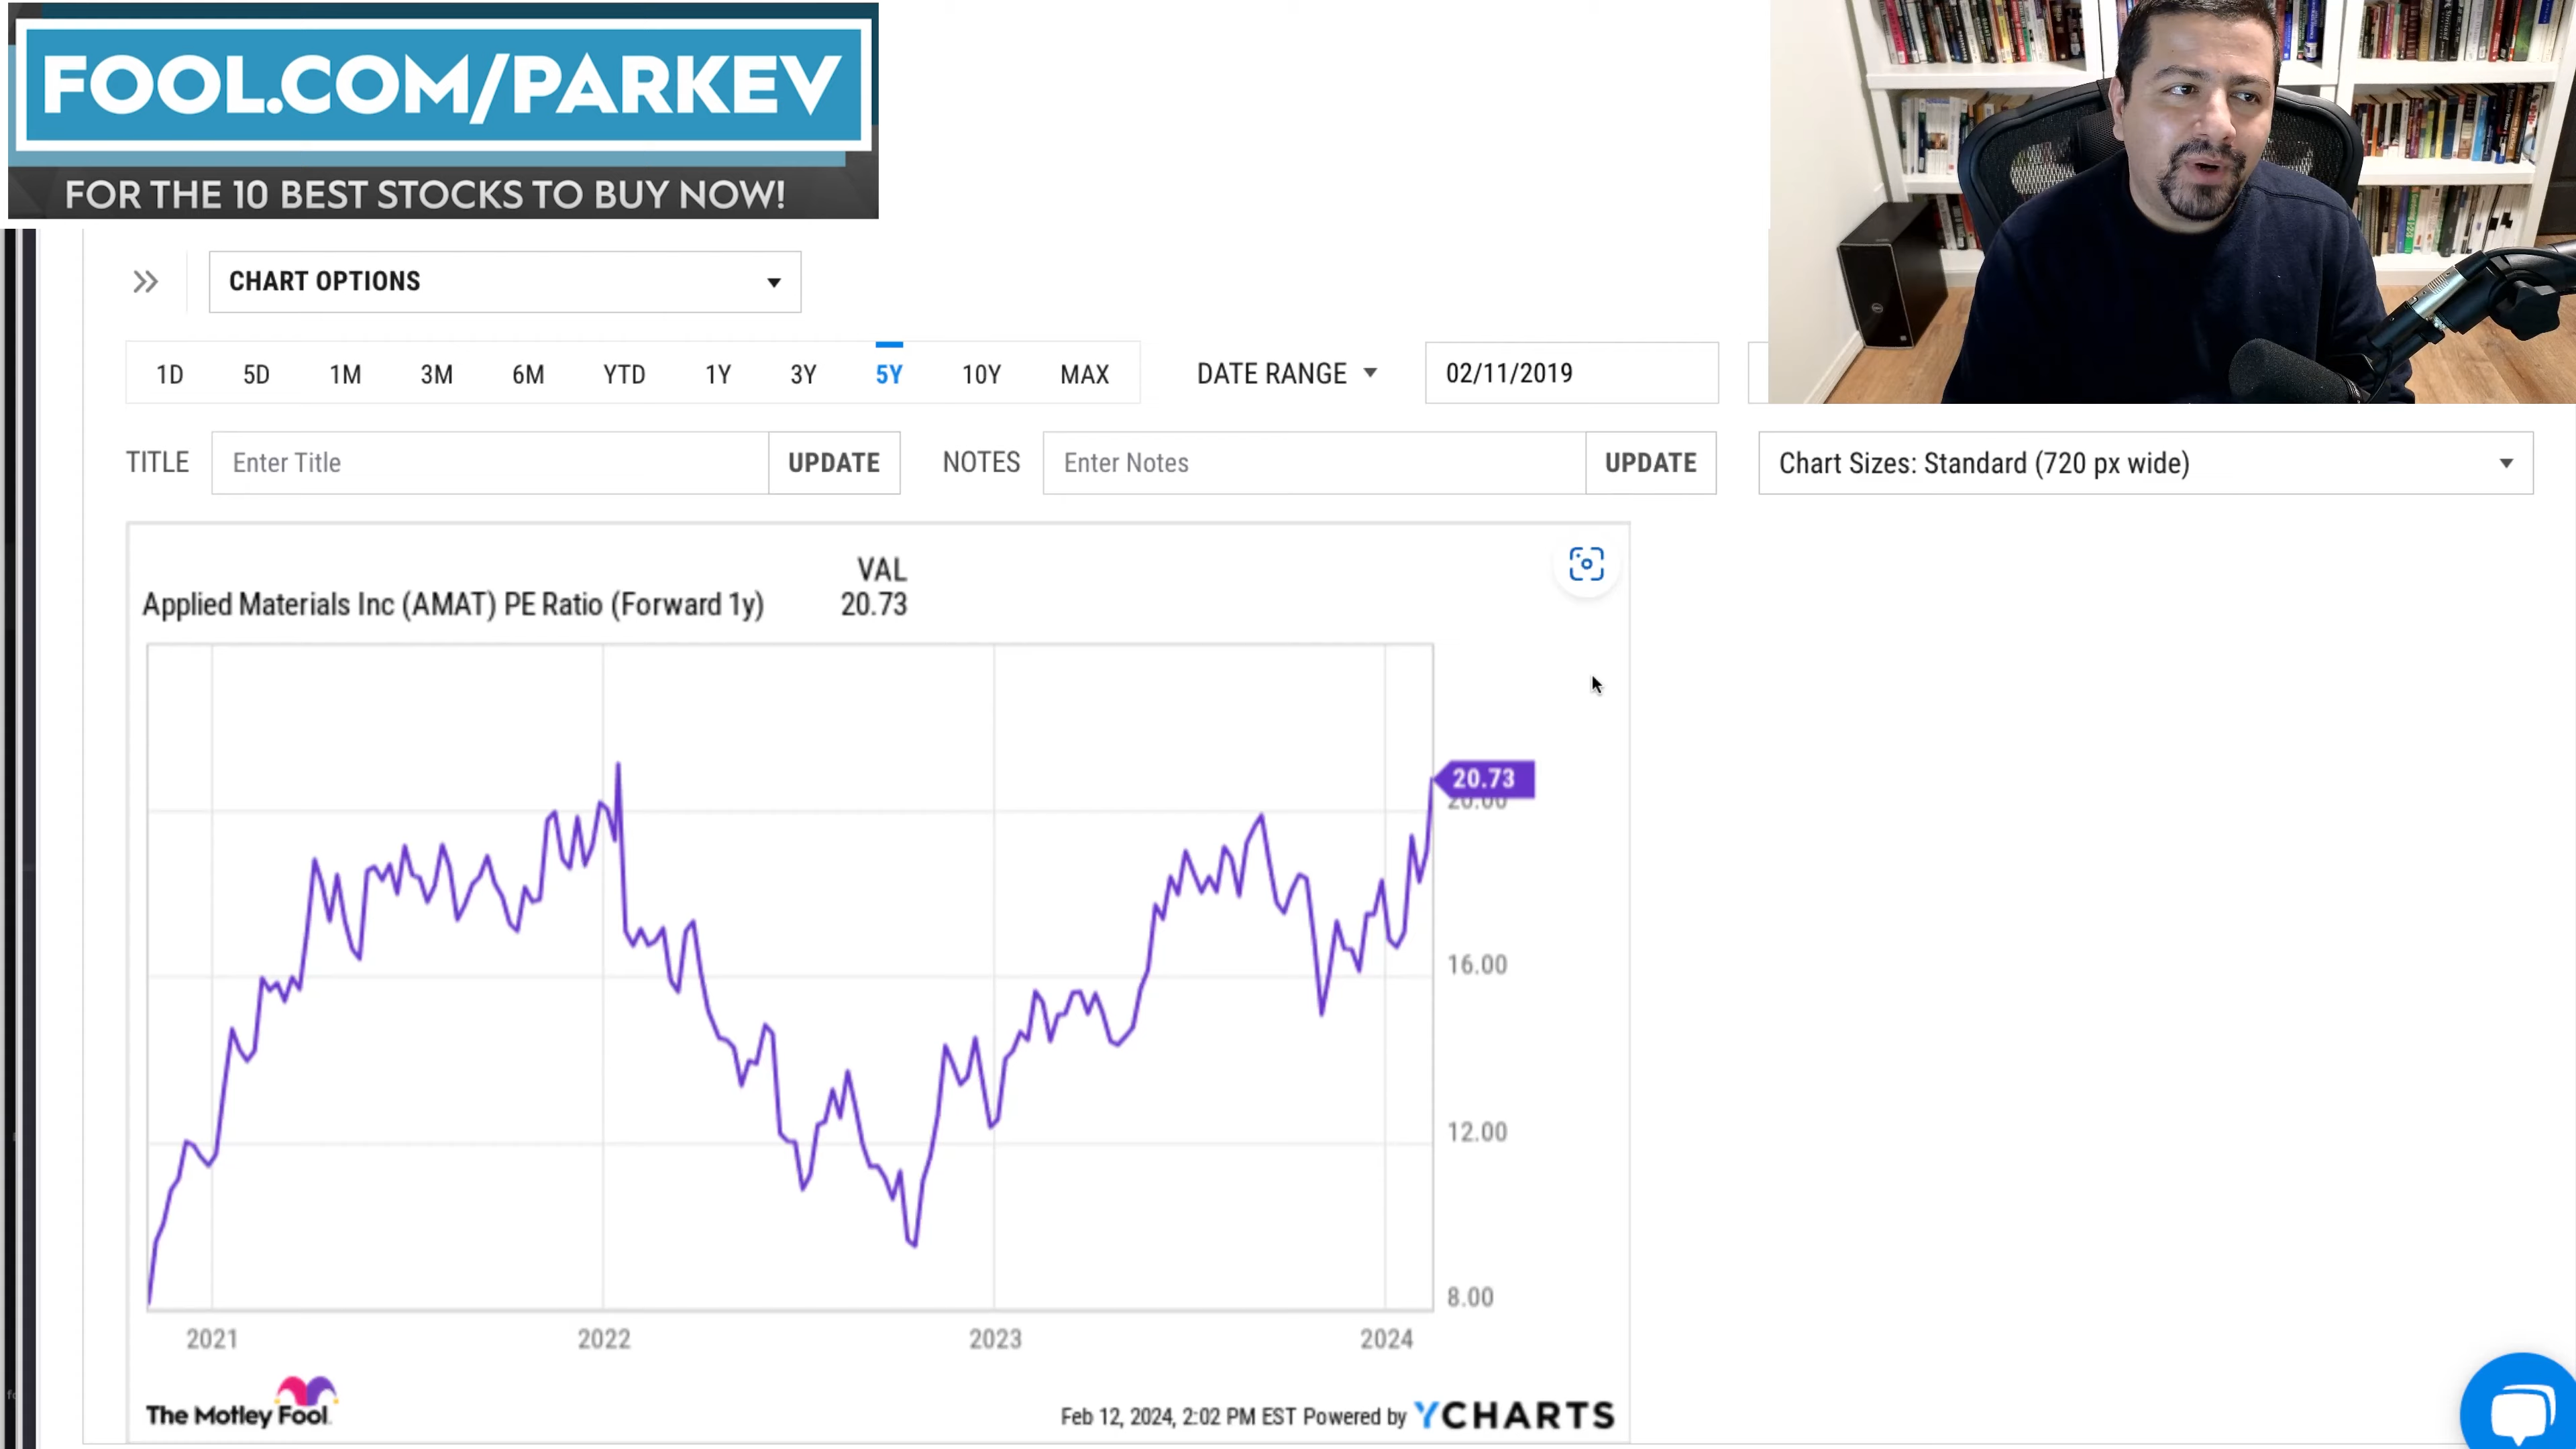 FOOL.COM/PARKEV
FOR THE 10 BEST STOCKS TO BUY NOW!
CHART OPTIONS
1D 5D 1M 3M 6M YTD 1Y 3Y 5Y 10Y MAX DATE RANGE 02/11/2019
TITLE Enter Title UPDATE NOTES Enter Notes UPDATE Chart Sizes: Standard (720 px wide)
VAL
Applied Materials Inc (AMAT) PE Ratio (Forward 1y) 20.73
20.73
20.00
16.00
12.00
8.00
2021 2022 2023 2024
The Motley Fool
Feb 12, 2024, 2:02 PM EST Powered by YCHARTS